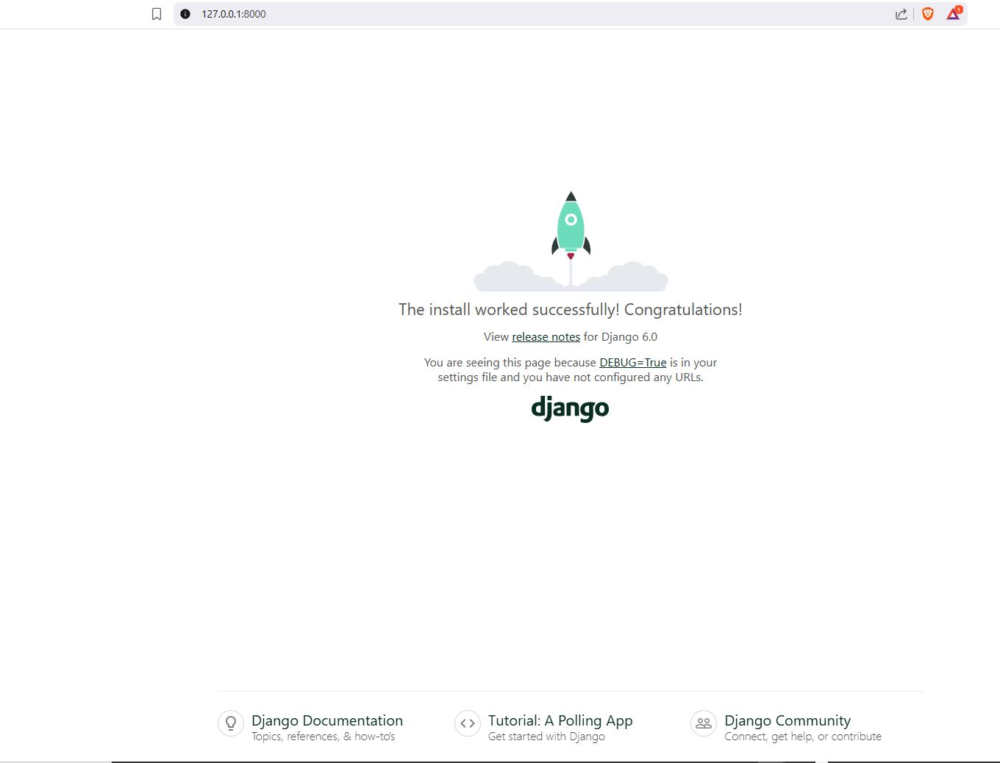 127.0.0.1:8000
1
The install worked successfully! Congratulations!
View release notes for Django 6.0
You are seeing this page because DEBUG=True is in your
settings file and you have not configured any URLs.
django
Django Documentation
Topics, references, & how-to’s
Tutorial: A Polling App
Get started with Django
Django Community
Connect, get help, or contribute